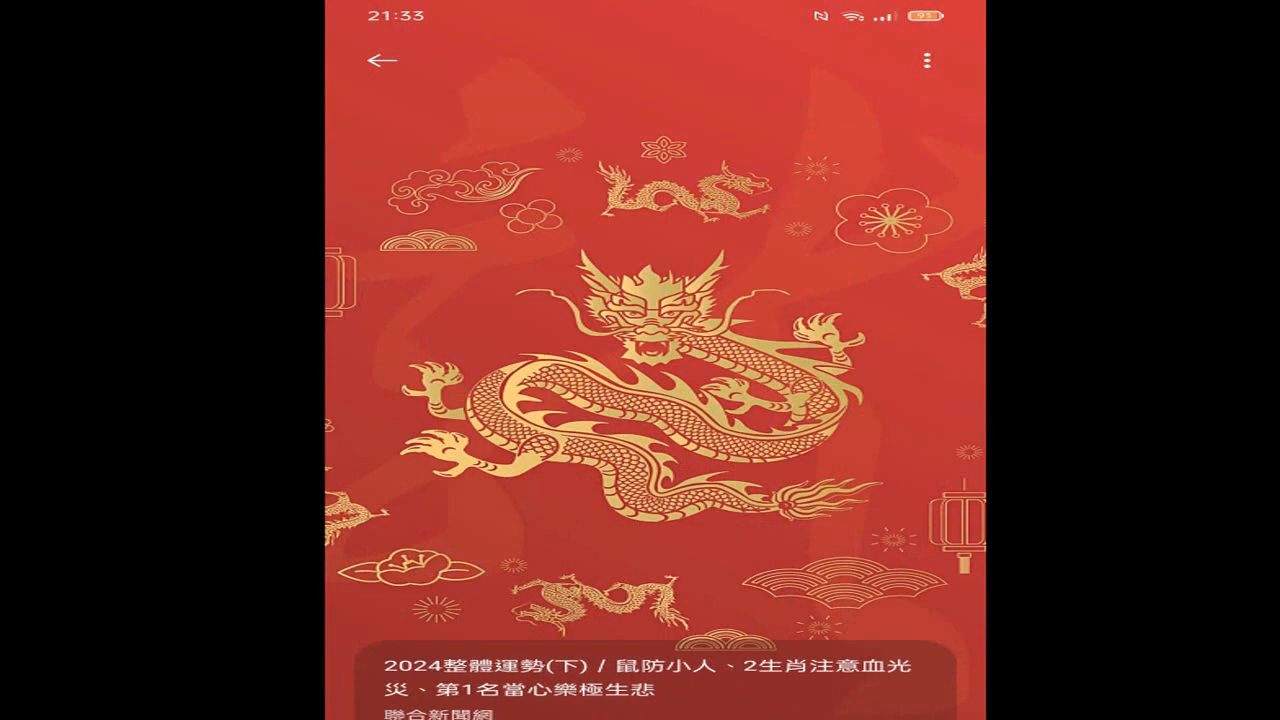 21:33
91
2024整體運勢(下) / 鼠防小人、2生肖注意血光
災、第1名當心樂極生悲
聯合新聞網